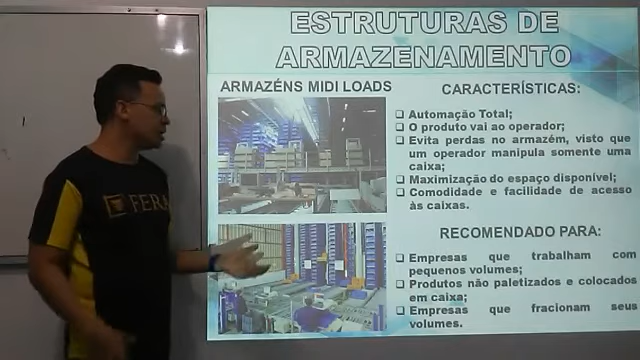 ESTRUTURAS DE
ARMAZENAMENTO
ARMAZÉNS MIDI LOADS
CARACTERÍSTICAS:
❑ Automação Total;
❑ O produto vai ao operador;
❑ Evita perdas no armazém, visto que
um operador manipula somente uma
caixa;
❑ Maximização do espaço disponível;
❑ Comodidade e facilidade de acesso
às caixas.
RECOMENDADO PARA:
❑ Empresas que trabalham com
pequenos volumes;
❑ Produtos não paletizados e colocados
em caixa;
❑ Empresas que fracionam seus
volumes.
FERA